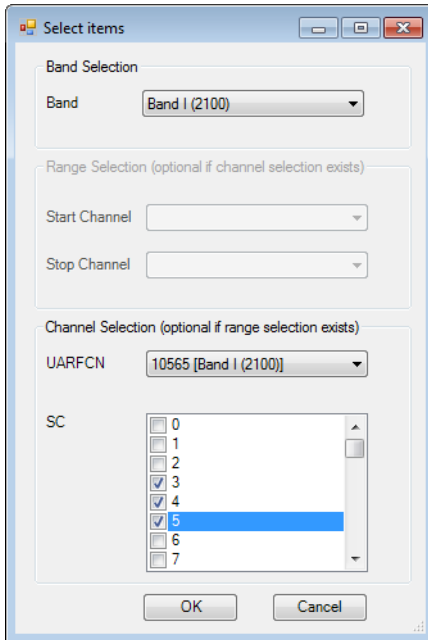 Select items
Band Selection
Band Band I (2100)
Range Selection (optional if channel selection exists)
Start Channel
Stop Channel
Channel Selection (optional if range selection exists)
UARFCN 10565 [Band I (2100)]
SC 0
1
2
3
4
5
6
7
OK Cancel